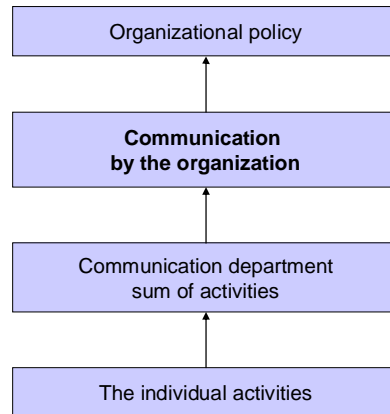 Organizational policy
Communication
by the organization
Communication department
sum of activities
The individual activities